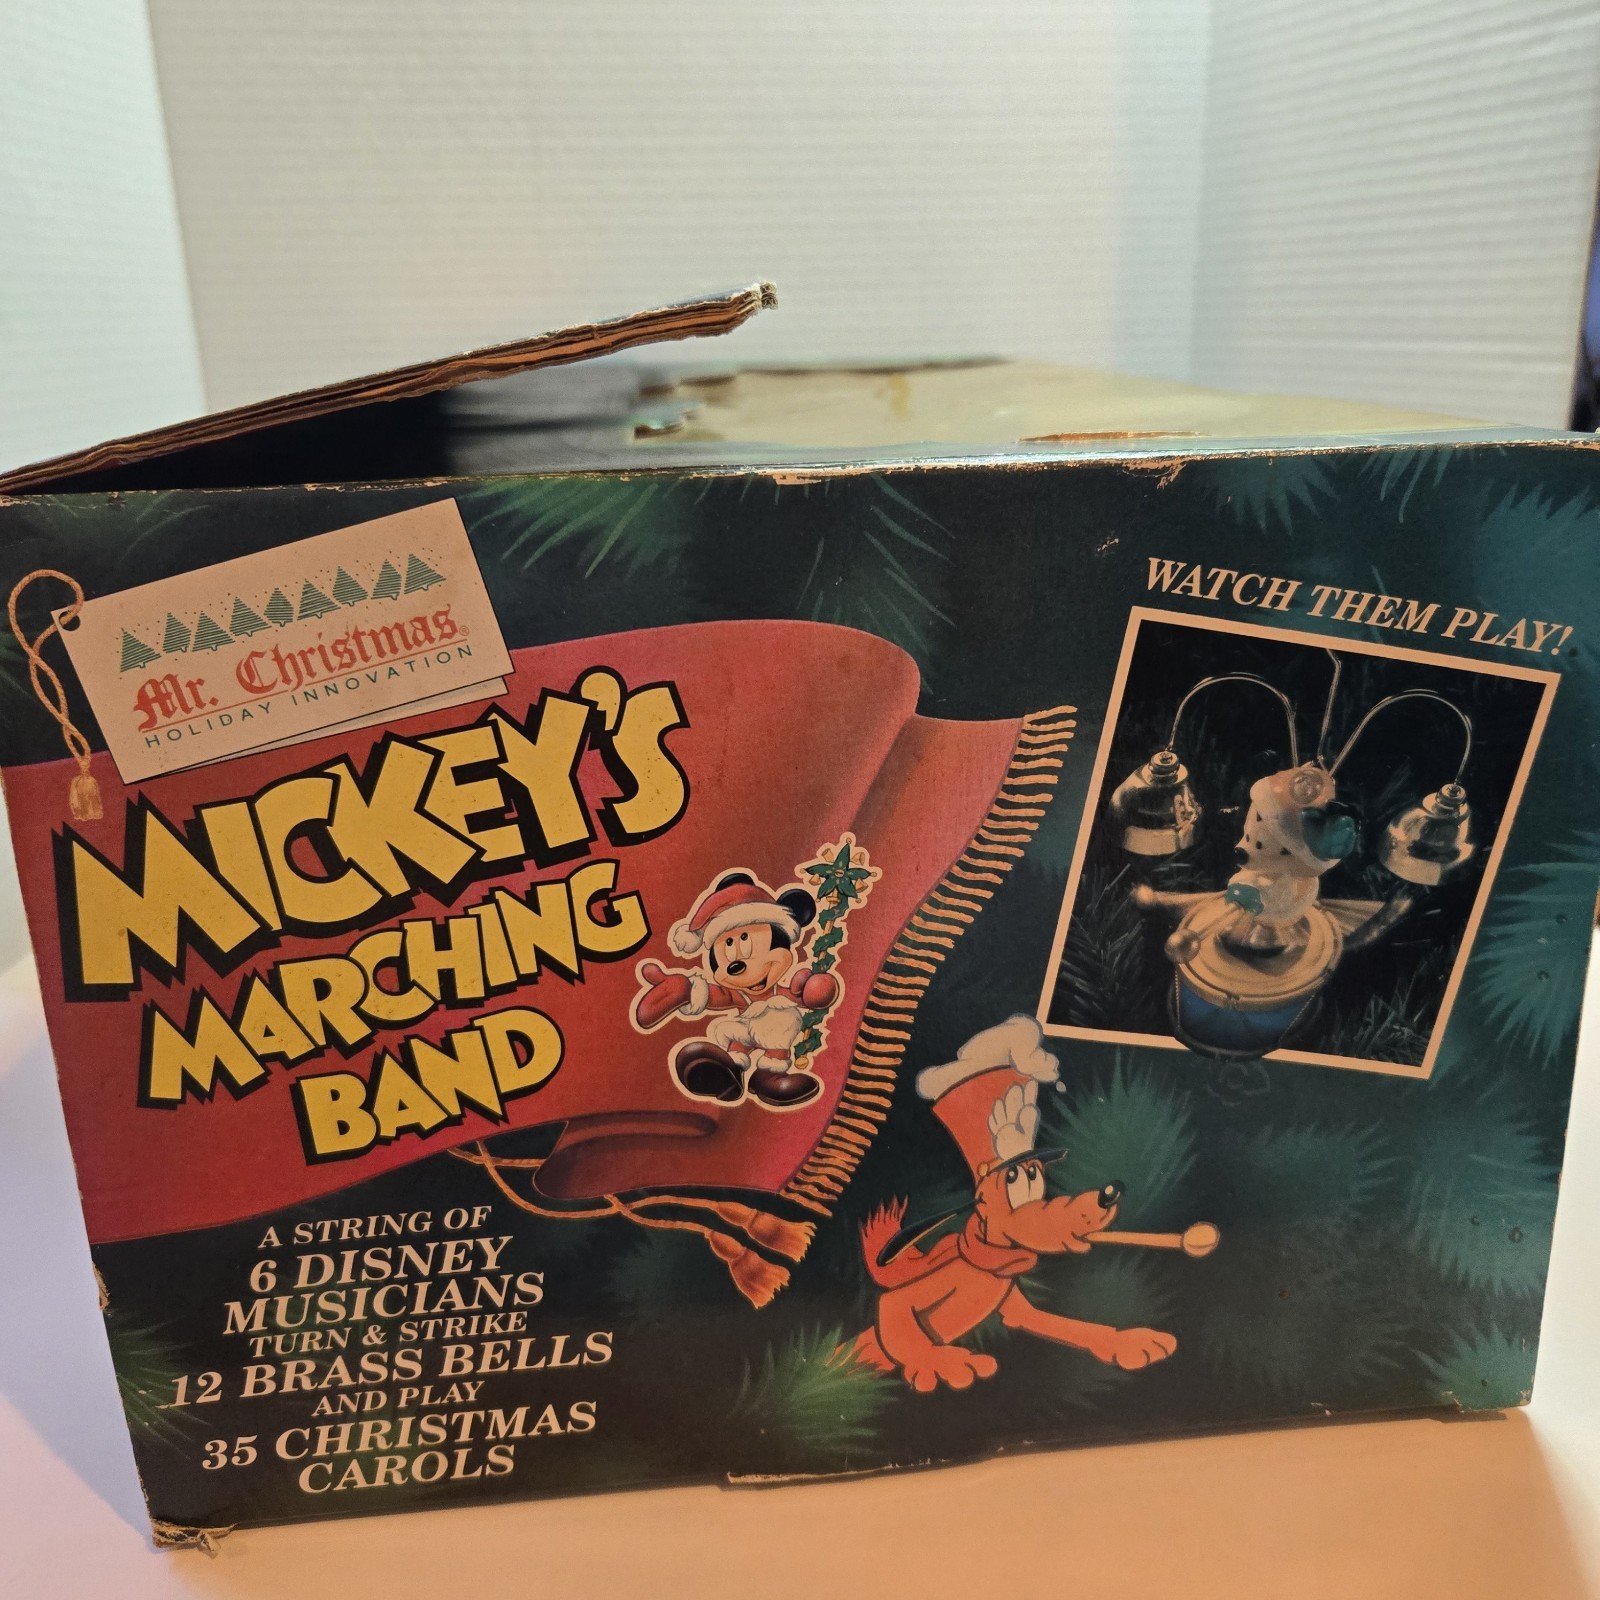 Mr. Christmas®
HOLIDAY INNOVATION
MICKEY'S
MARCHING
BAND
A STRING OF
6 DISNEY
MUSICIANS
TURN & STRIKE
12 BRASS BELLS
AND PLAY
35 CHRISTMAS
CAROLS
WATCH THEM PLAY!